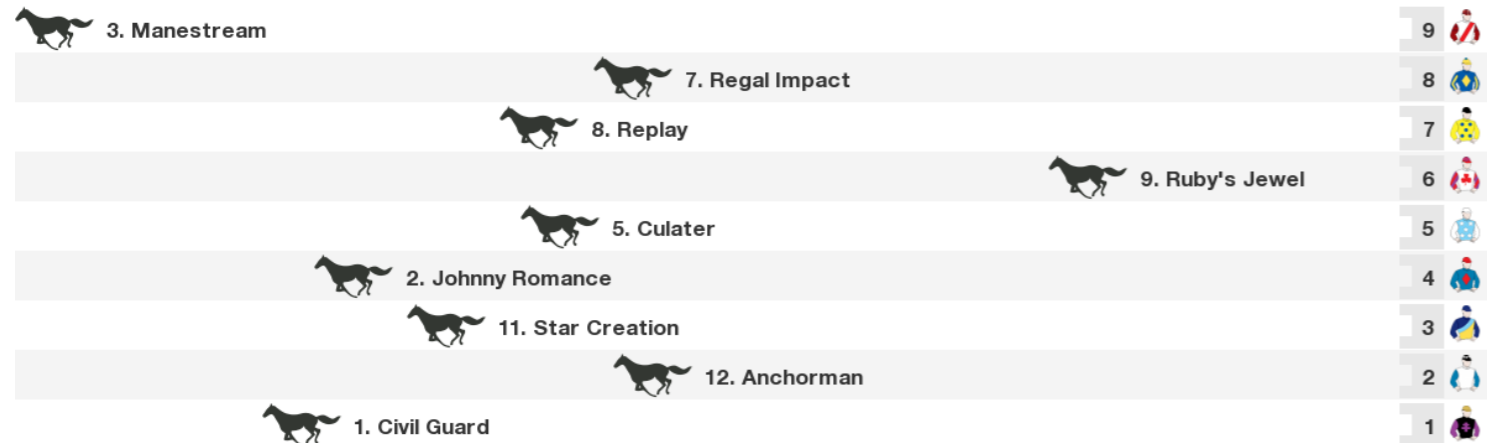 3. Manestream 9
7. Regal Impact 8
8. Replay 7
9. Ruby's Jewel 6
5. Culater 5
2. Johnny Romance 4
11. Star Creation 3
12. Anchorman 2
1. Civil Guard 1